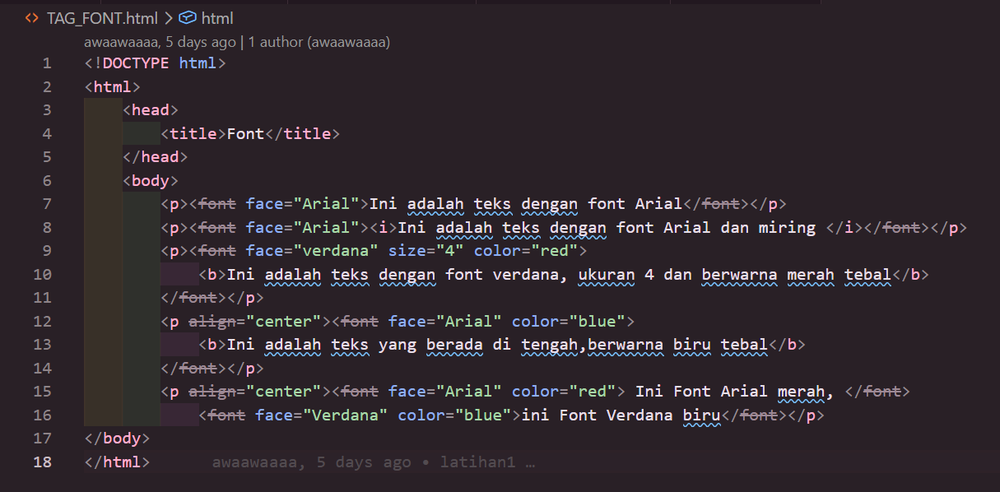 TAG_FONT.html > html
awaawaaaa, 5 days ago | 1 author (awaawaaaa)
1 <!DOCTYPE html>
2 <html>
3 <head>
4 <title>Font</title>
5 </head>
6 <body>
7 <p><font face="Arial">Ini adalah teks dengan font Arial</font></p>
8 <p><font face="Arial"><i>Ini adalah teks dengan font Arial dan miring </i></font></p>
9 <p><font face="verdana" size="4" color="red">
10 <b>Ini adalah teks dengan font verdana, ukuran 4 dan berwarna merah tebal</b>
11 </font></p>
12 <p align="center"><font face="Arial" color="blue">
13 <b>Ini adalah teks yang berada di tengah,berwarna biru tebal</b>
14 </font></p>
15 <p align="center"><font face="Arial" color="red"> Ini Font Arial merah, </font>
16 <font face="Verdana" color="blue">ini Font Verdana biru</font></p>
17 </body>
18 </html> awaawaaaa, 5 days ago • latihan1 …